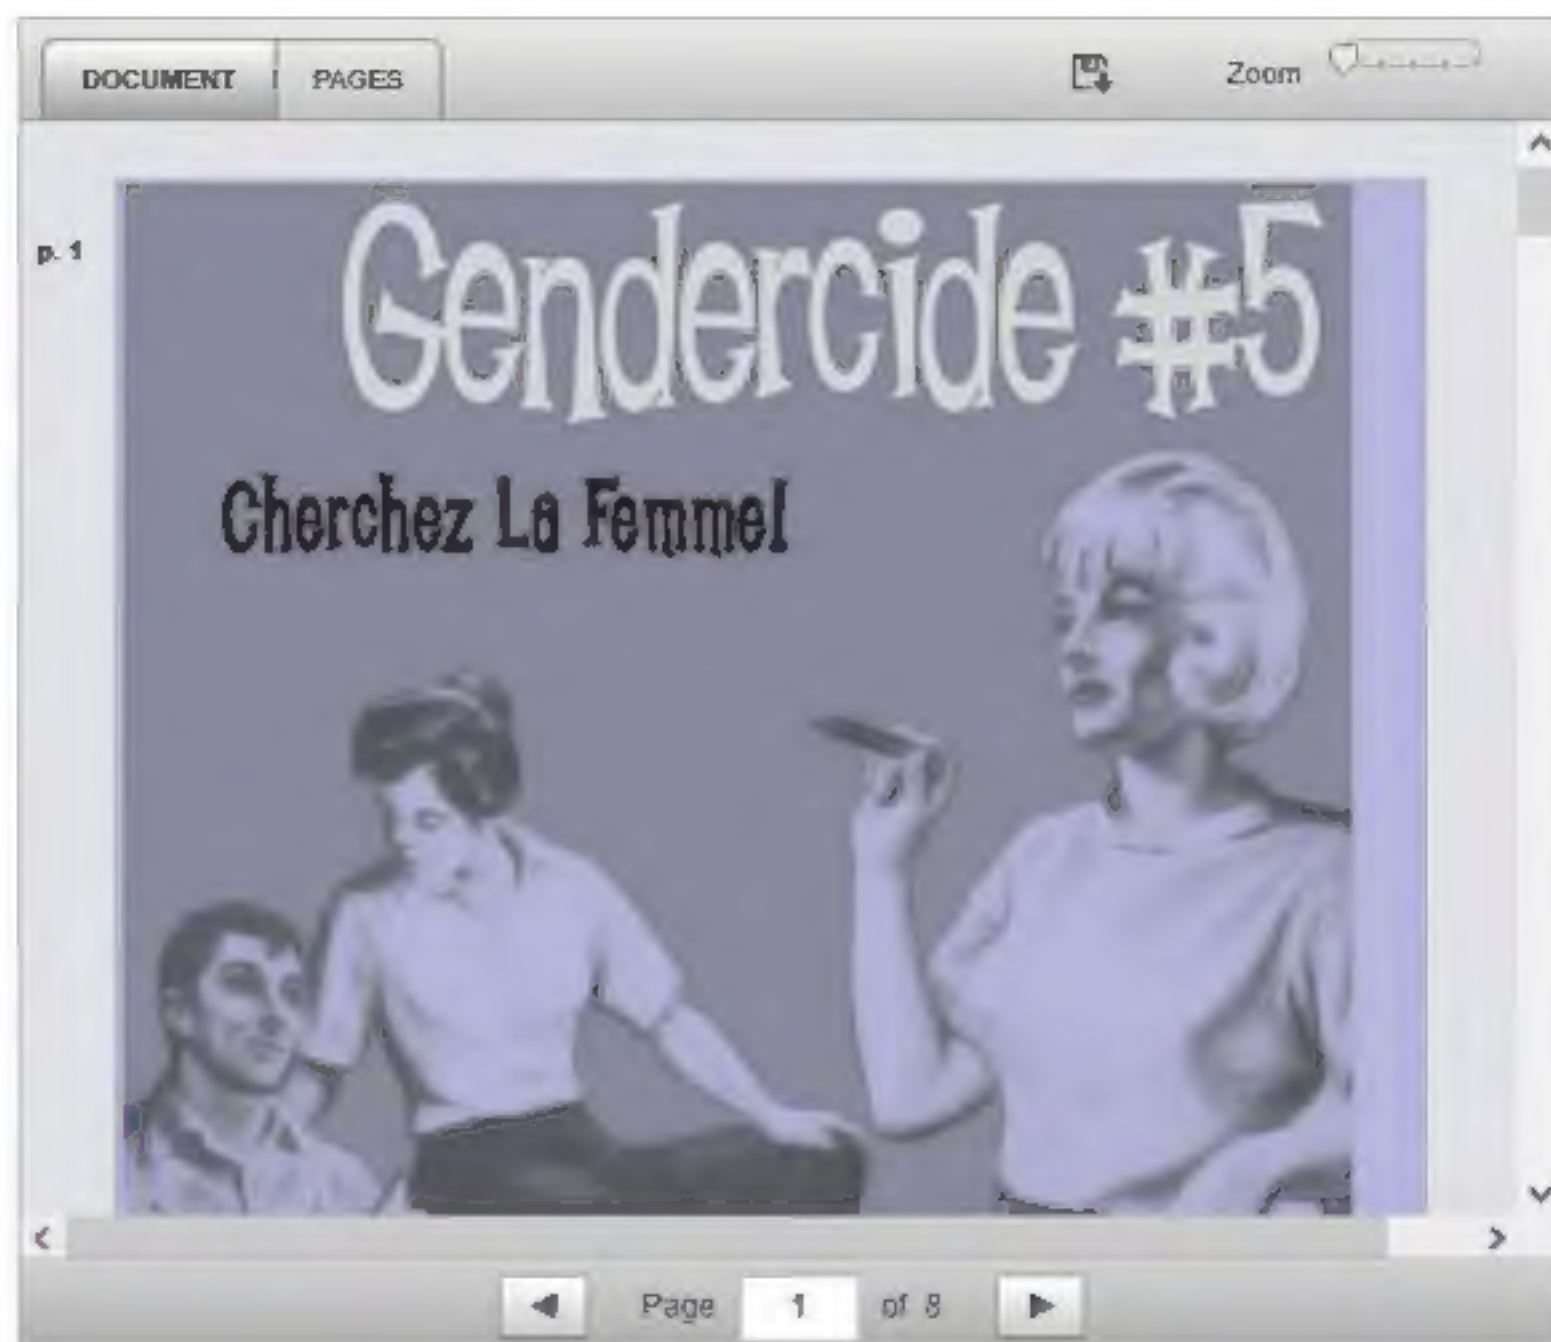 DOCUMENT PAGES Zoom
p. 1
Gendercide #5
Cherchez La Femme!
Page 1 of 8